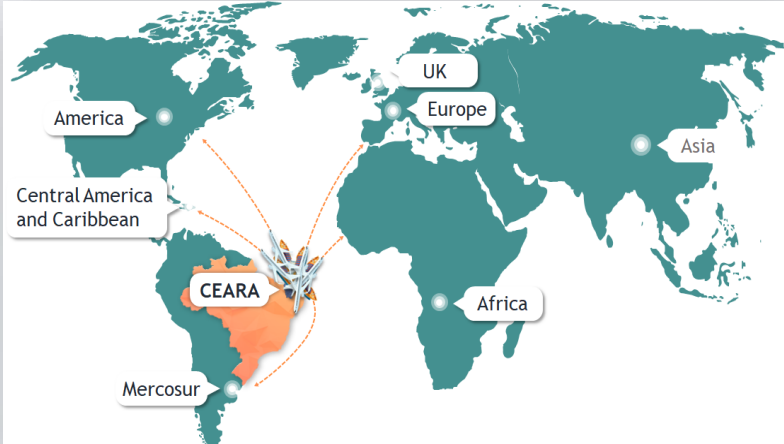 UK
Europe
America
Asia
Central America
and Caribbean
CEARA
Africa
Mercosur